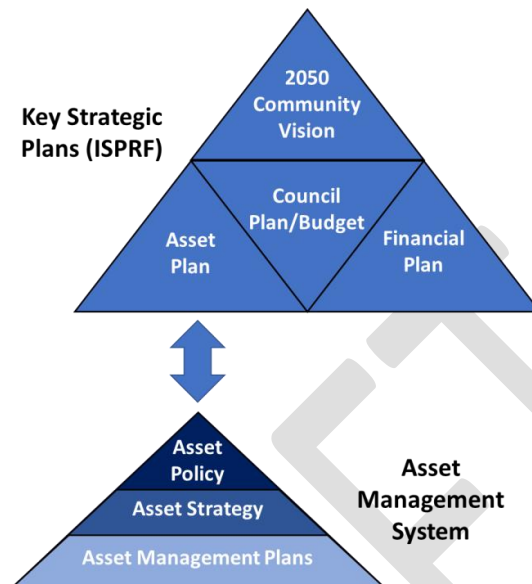 2050
Community
Vision
Key Strategic
Plans (ISPRF)
Council
Plan/Budget
Asset
Plan
Financial
Plan
Asset
Policy
Asset Strategy
Asset Management Plans
Asset
Management
System